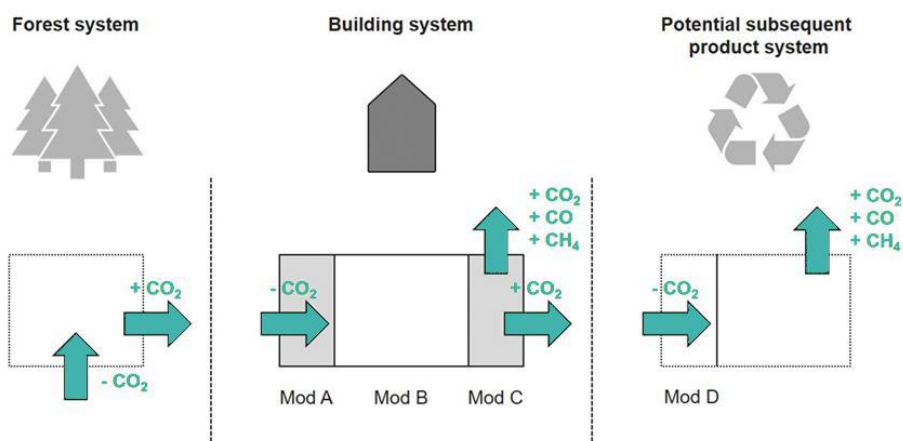 Forest system
Building system
Potential subsequent
product system
+ CO₂
+ CO
+ CH₄
+ CO₂
+ CO
+ CH₄
+ CO₂
- CO₂
+ CO₂
- CO₂
- CO₂
Mod A
Mod B
Mod C
Mod D